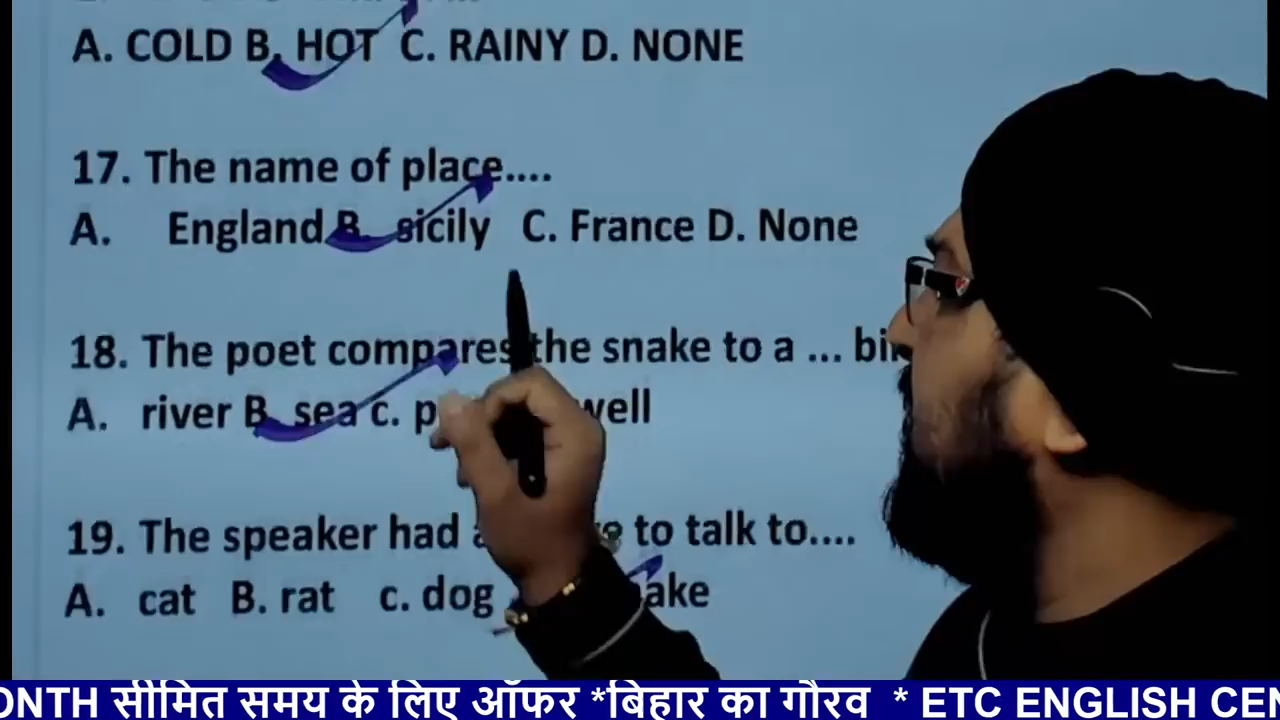 A. COLD B. HOT C. RAINY D. NONE
17. The name of place....
A. England B. sicily C. France D. None
18. The poet compares the snake to a ...
A. river B. sea c. well
19. The speaker had to talk to....
A. cat B. rat c. dog
सीमित समय के लिए ऑफर *बिहार का गौरव * ETC ENGLISH